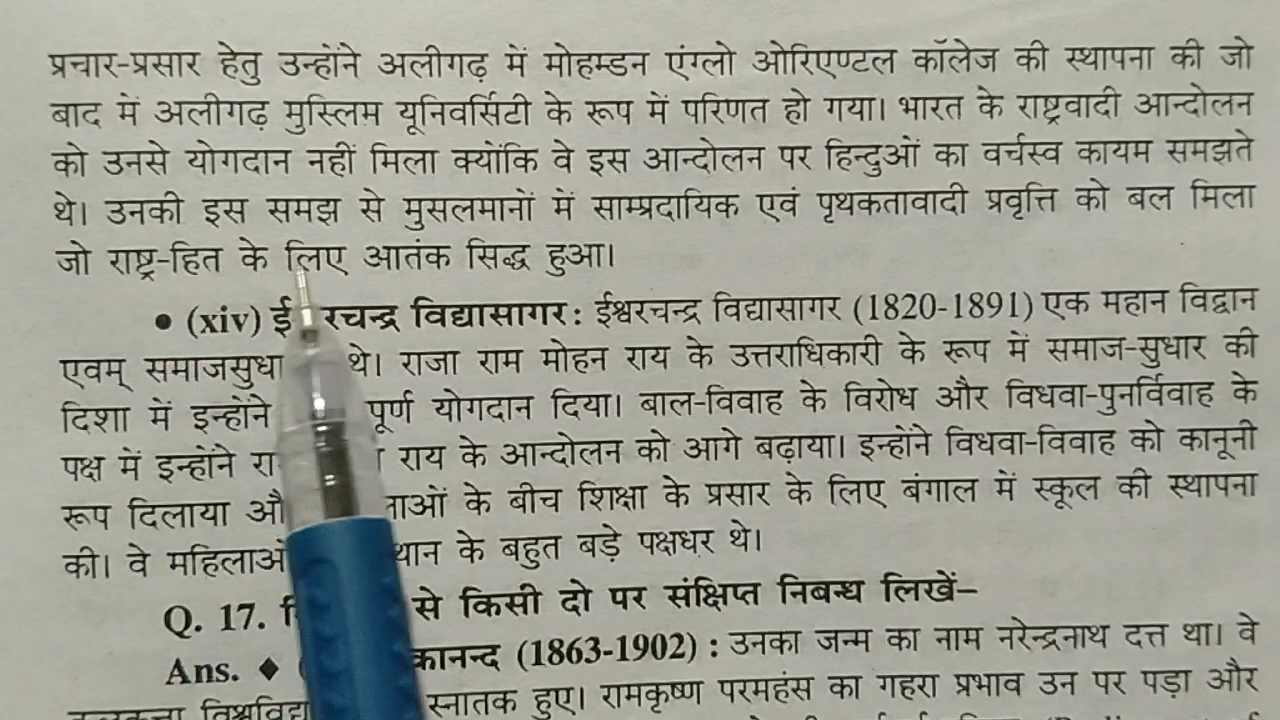 प्रचार-प्रसार हेतु उन्होंने अलीगढ़ में मोहम्डन एंग्लो ओरिएण्टल कॉलेज की स्थापना की जो
बाद में अलीगढ़ मुस्लिम यूनिवर्सिटी के रूप में परिणत हो गया। भारत के राष्ट्रवादी आन्दोलन
को उनसे योगदान नहीं मिला क्योंकि वे इस आन्दोलन पर हिन्दुओं का वर्चस्व कायम समझते
थे। उनकी इस समझ से मुसलमानों में साम्प्रदायिक एवं पृथकतावादी प्रवृत्ति को बल मिला
जो राष्ट्र-हित के लिए आतंक सिद्ध हुआ।
• (xiv) ई रचन्द्र विद्यासागर: ईश्वरचन्द्र विद्यासागर (1820-1891) एक महान विद्वान
एवम् समाजसुधा थे। राजा राम मोहन राय के उत्तराधिकारी के रूप में समाज-सुधार की
दिशा में इन्होंने पूर्ण योगदान दिया। बाल-विवाह के विरोध और विधवा-पुनर्विवाह के
पक्ष में इन्होंने रा राय के आन्दोलन को आगे बढ़ाया। इन्होंने विधवा-विवाह को कानूनी
रूप दिलाया औ ताओं के बीच शिक्षा के प्रसार के लिए बंगाल में स्कूल की स्थापना
की। वे महिलाओं थान के बहुत बड़े पक्षधर थे।
Q. 17. से किसी दो पर संक्षिप्त निबन्ध लिखें–
Ans. ♦ ( कानन्द (1863-1902) : उनका जन्म का नाम नरेन्द्रनाथ दत्त था। वे
स्नातक हुए। रामकृष्ण परमहंस का गहरा प्रभाव उन पर पड़ा और